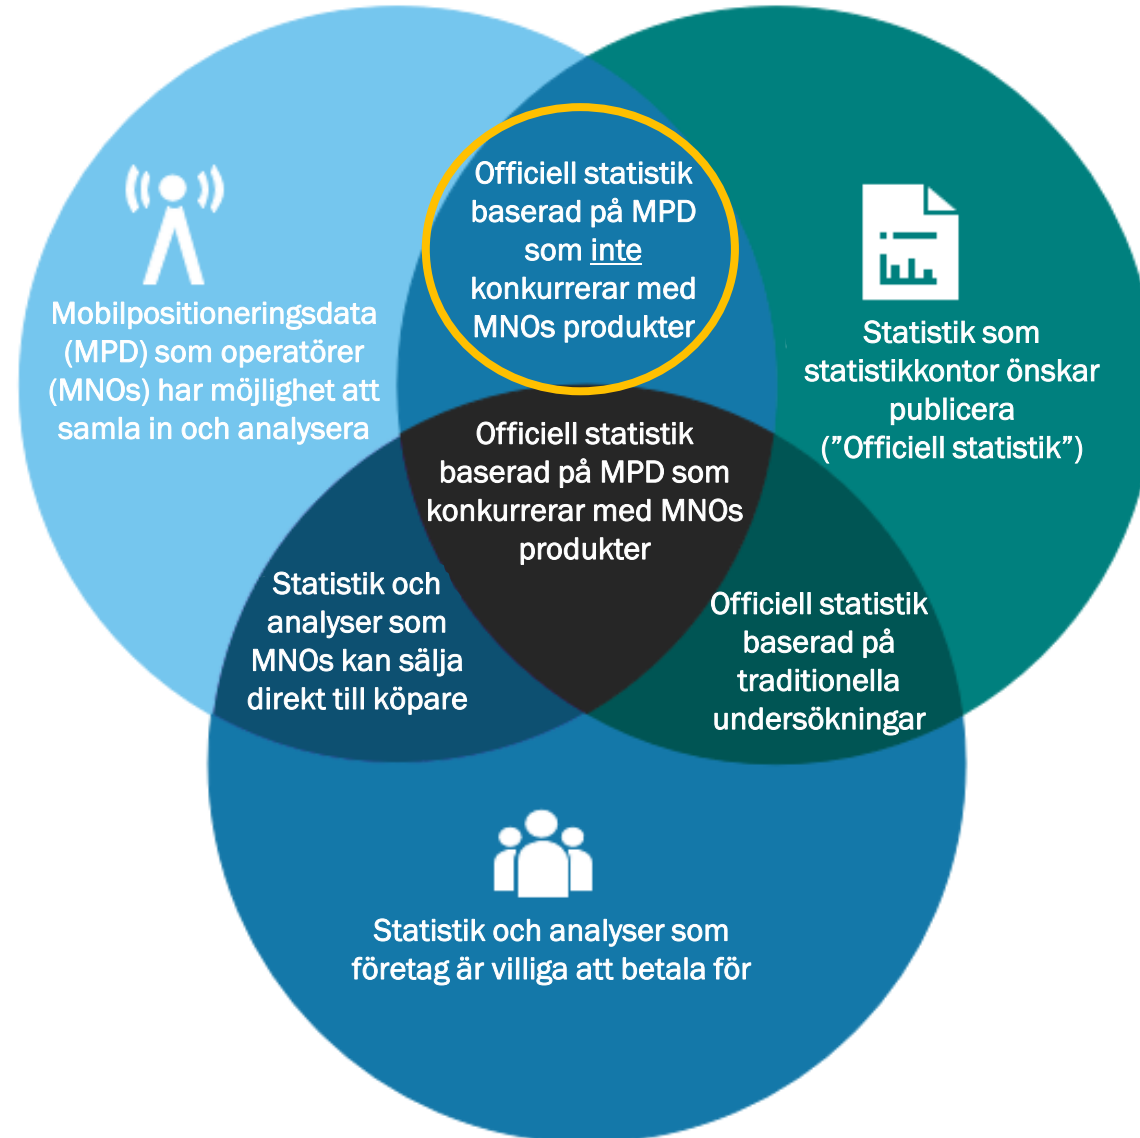 Officiell statistik
baserad på MPD
som inte
konkurrerar med
MNOs produkter
Mobilpositioneringsdata
(MPD) som operatörer
(MNOs) har möjlighet att
samla in och analysera
Statistik som
statistikkontor önskar
publicera
(”Officiell statistik”)
Officiell statistik
baserad på MPD som
konkurrerar med MNOs
produkter
Statistik och
analyser som
MNOs kan sälja
direkt till köpare
Officiell statistik
baserad på
traditionella
undersökningar
Statistik och analyser som
företag är villiga att betala för